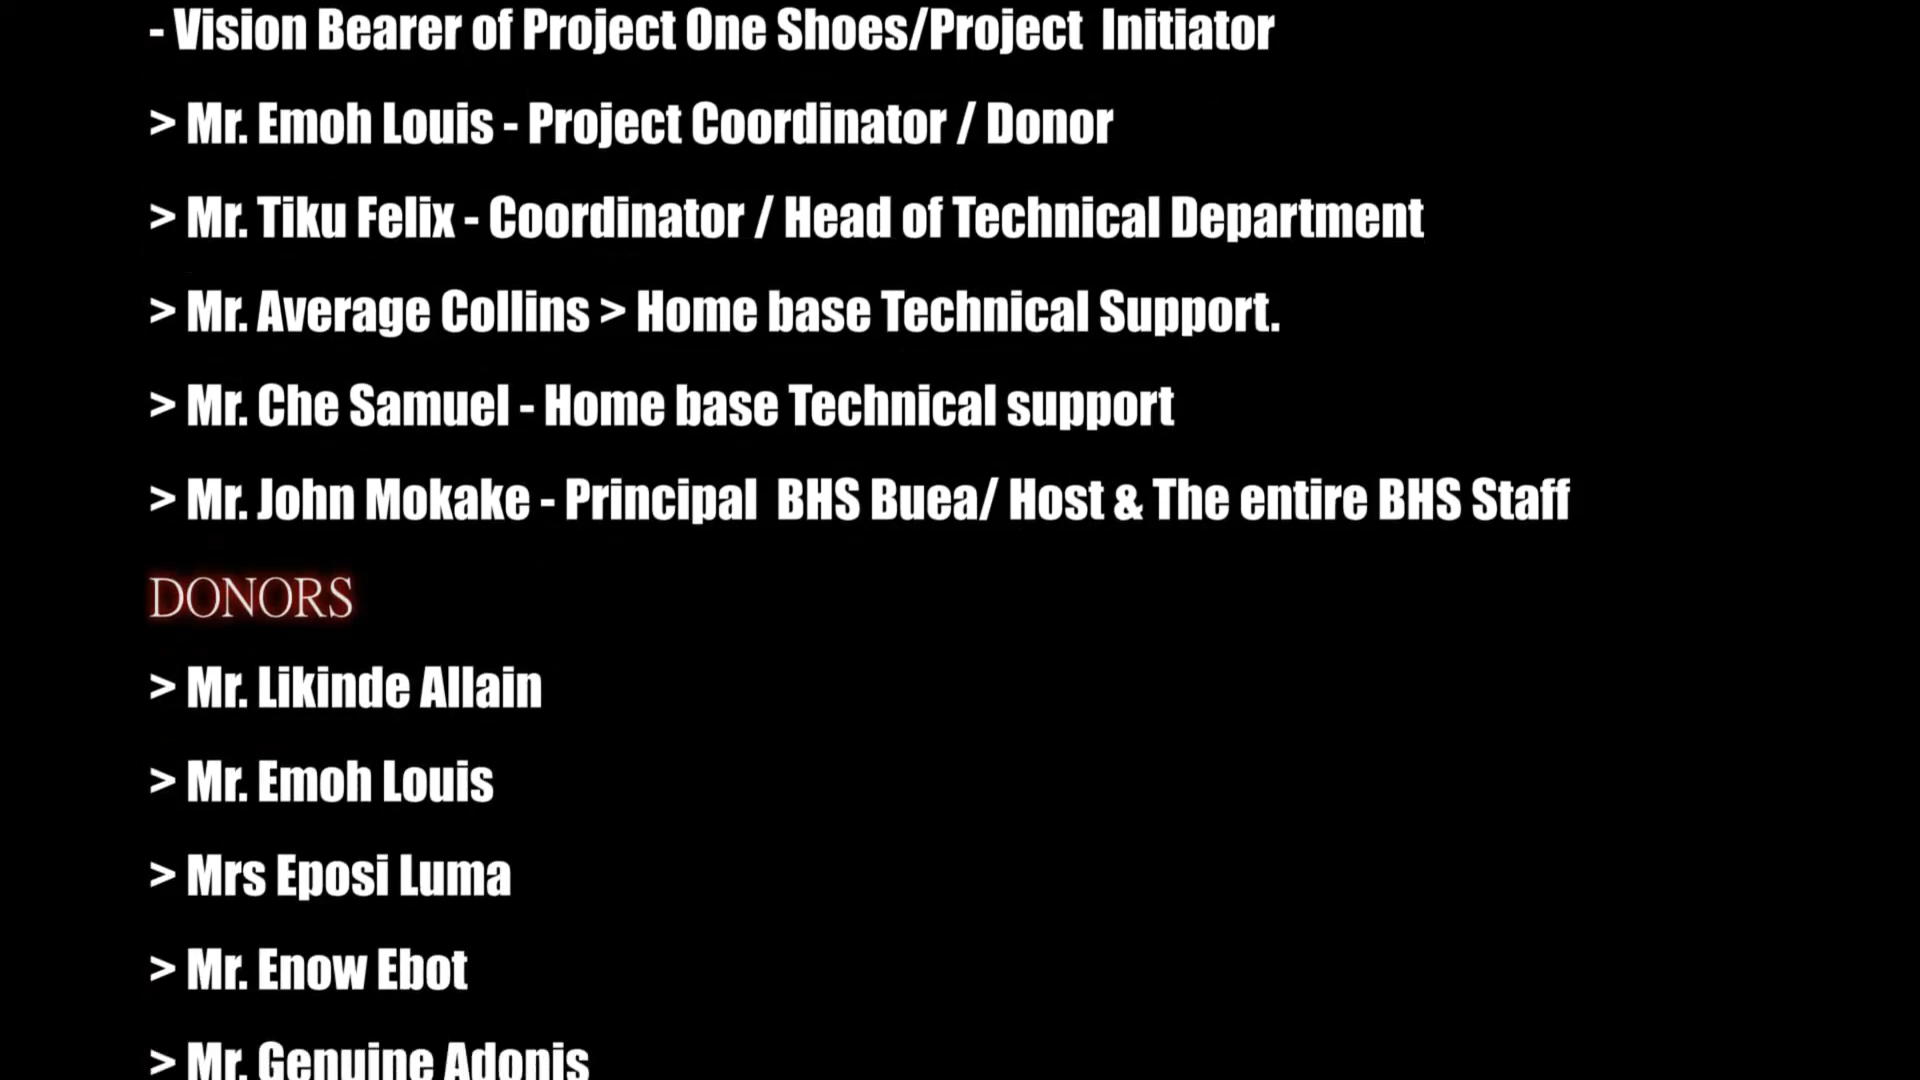 - Vision Bearer of Project One Shoes/Project Initiator
> Mr. Emoh Louis - Project Coordinator / Donor
> Mr. Tiku Felix - Coordinator / Head of Technical Department
> Mr. Average Collins > Home base Technical Support.
> Mr. Che Samuel - Home base Technical support
> Mr. John Mokake - Principal BHS Buea/ Host & The entire BHS Staff
DONORS
> Mr. Likinde Allain
> Mr. Emoh Louis
> Mrs Eposi Luma
> Mr. Enow Ebot
> Mr. Genuine Adonis